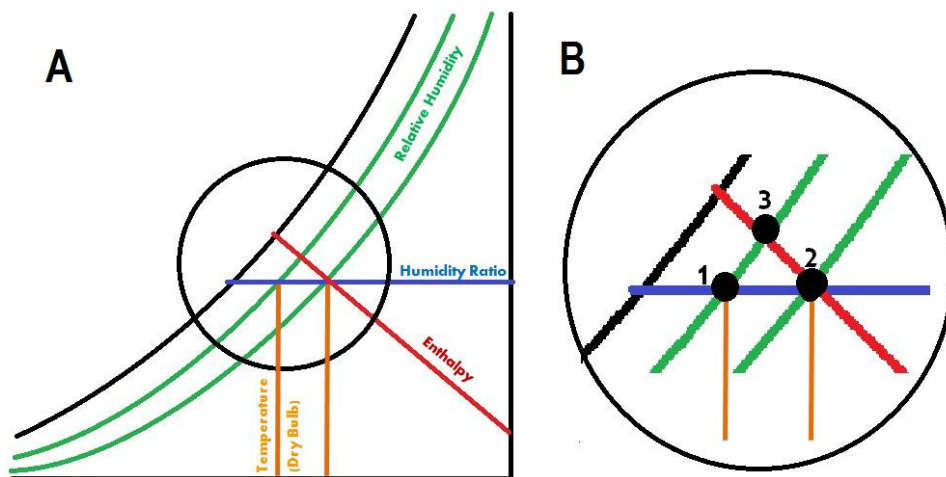 A
B
Relative Humidity
Humidity Ratio
Enthalpy
Temperature
(Dry Bulb)
3
1
2